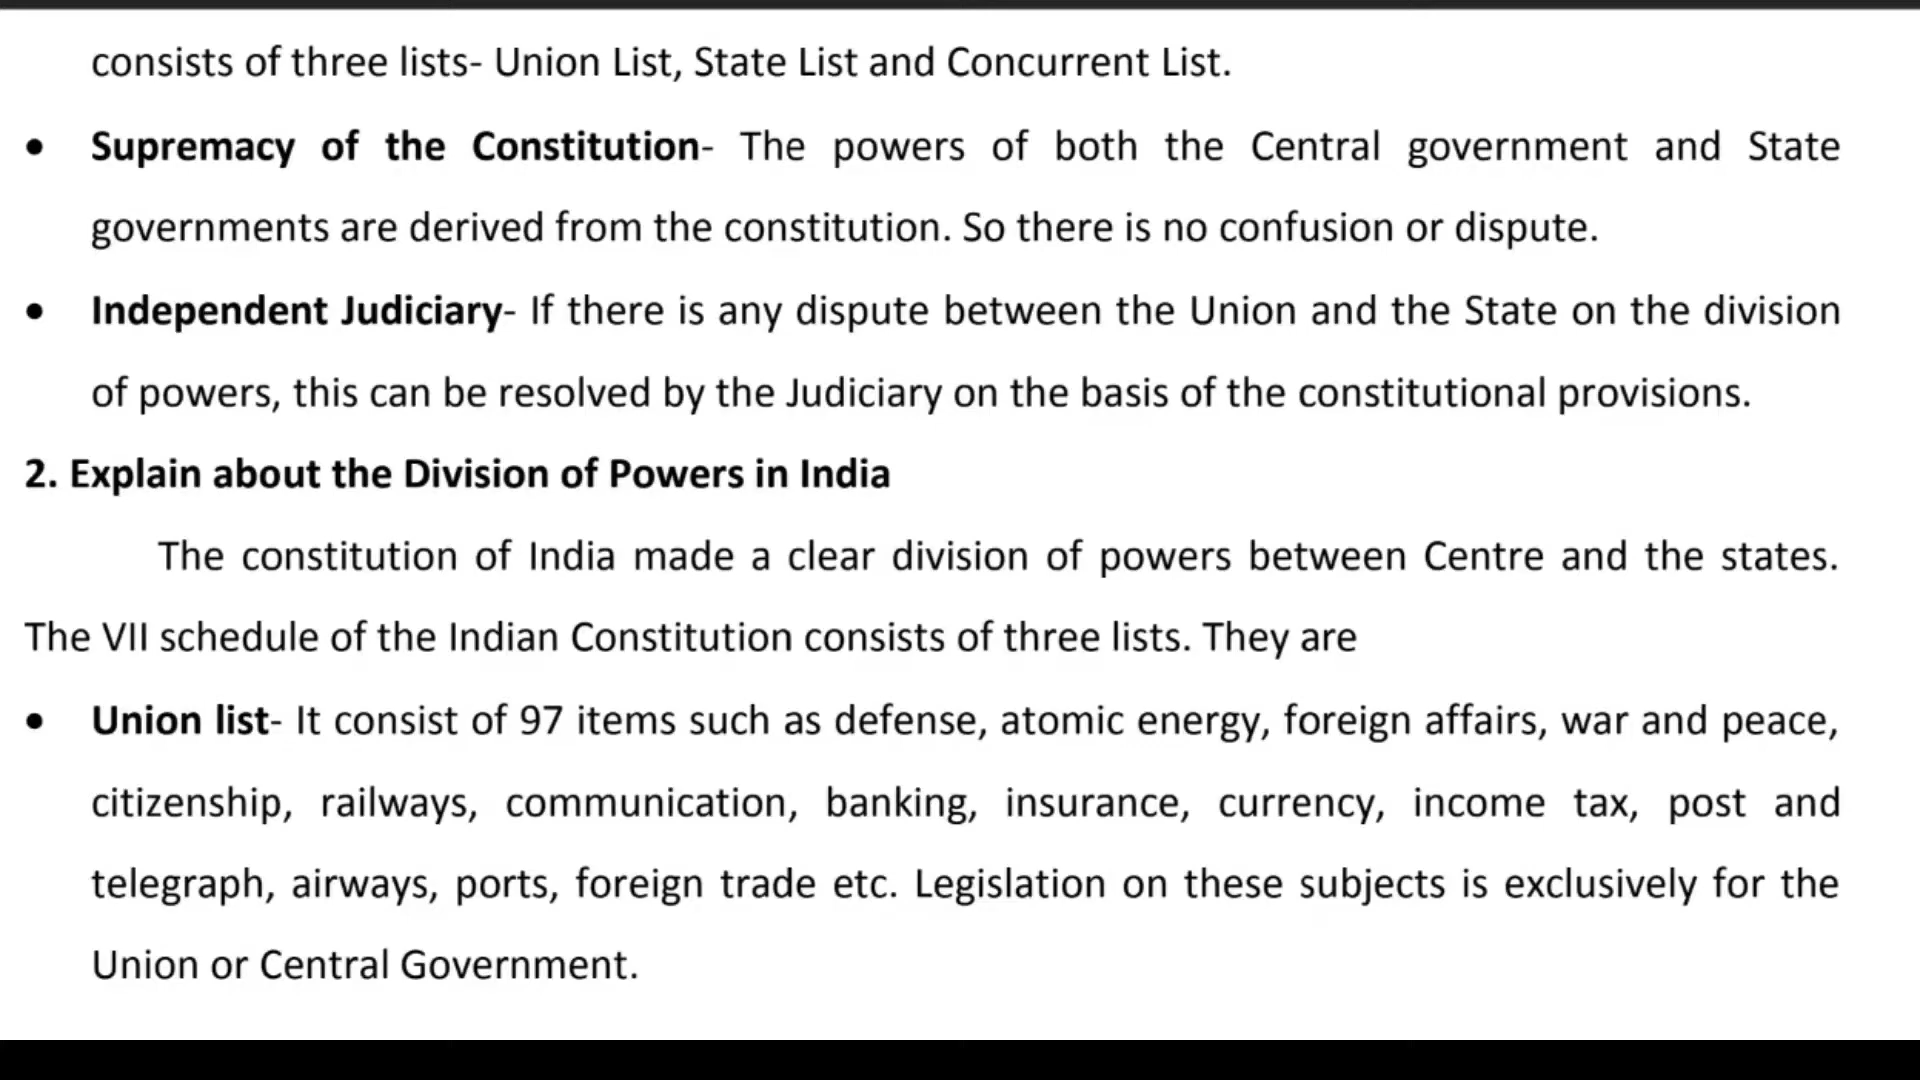 consists of three lists- Union List, State List and Concurrent List.
• Supremacy of the Constitution- The powers of both the Central government and State
governments are derived from the constitution. So there is no confusion or dispute.
• Independent Judiciary- If there is any dispute between the Union and the State on the division
of powers, this can be resolved by the Judiciary on the basis of the constitutional provisions.
2. Explain about the Division of Powers in India
The constitution of India made a clear division of powers between Centre and the states.
The VII schedule of the Indian Constitution consists of three lists. They are
• Union list- It consist of 97 items such as defense, atomic energy, foreign affairs, war and peace,
citizenship, railways, communication, banking, insurance, currency, income tax, post and
telegraph, airways, ports, foreign trade etc. Legislation on these subjects is exclusively for the
Union or Central Government.